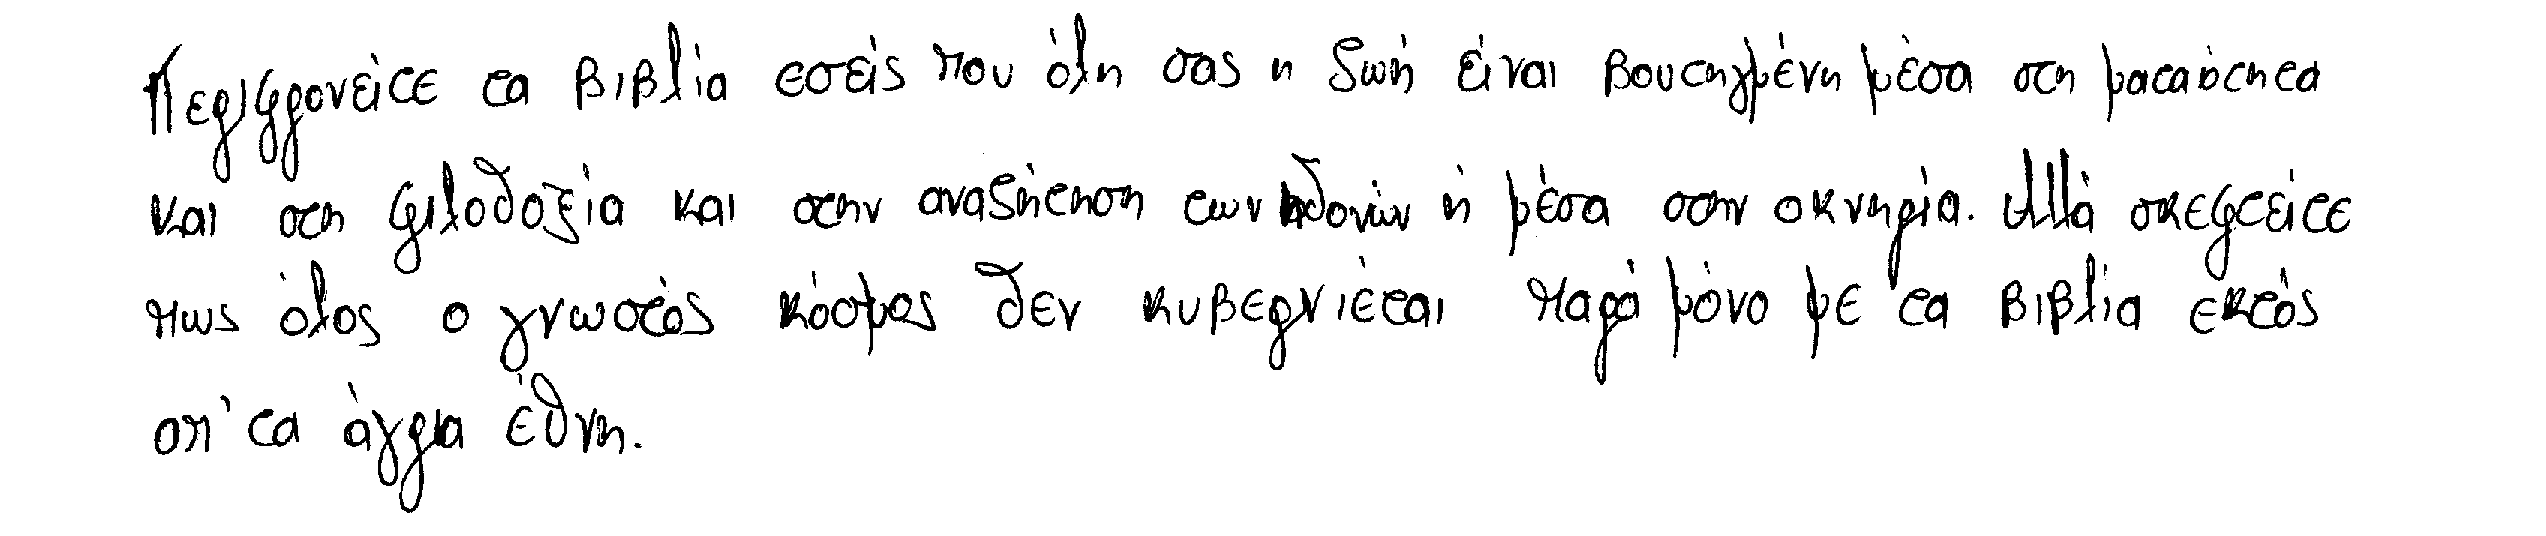 Περιφρονείτε τα βιβλία εσείς που όλη σας η ζωή είναι βουτηγμένη μέσα στη ματαιότητα
και στη φιλοδοξία και στην αναζήτηση των ηδονών ή μέσα στην οκνηρία. Αλλά σκεφτείτε
πως όλος ο γνωστός κόσμος δεν κυβερνιέται παρά μόνο με τα βιβλία εκτός
απ' τα άγρια έθνη.